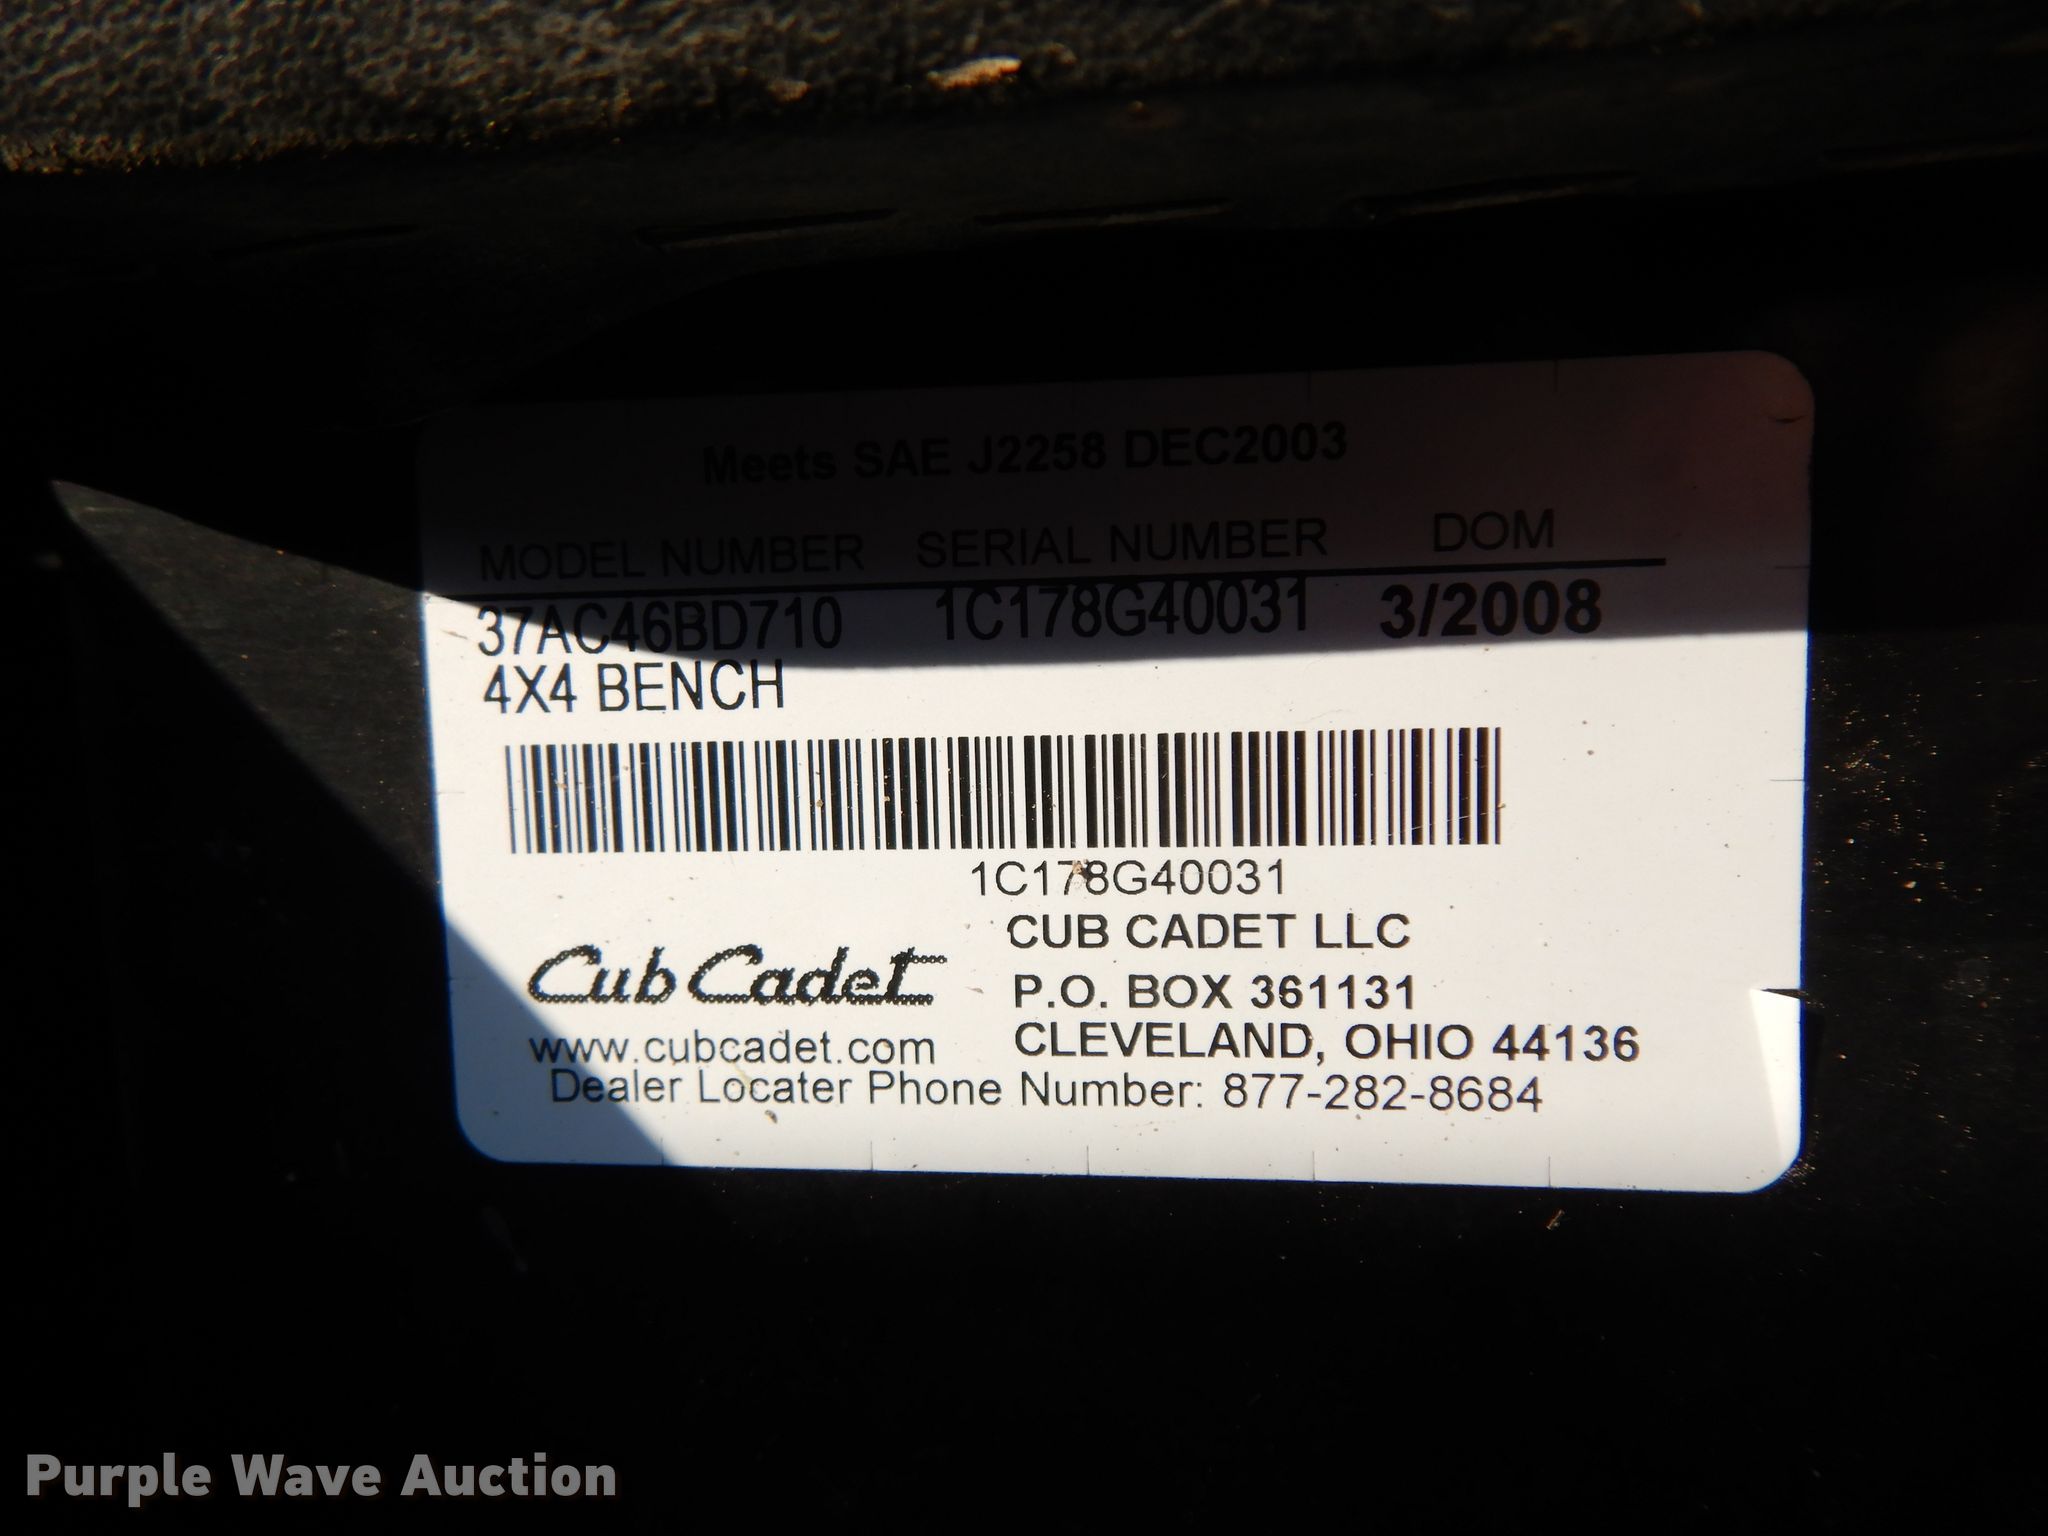 Meets SAE J2258 DEC2003
MODEL NUMBER SERIAL NUMBER DOM
37AC46BD710 1C178G40031 3/2008
4X4 BENCH
1C178G40031
CUB CADET LLC
Cub Cadet
P.O. BOX 361131
www.cubcadet.com
CLEVELAND, OHIO 44136
Dealer Locater Phone Number: 877-282-8684
Purple Wave Auction